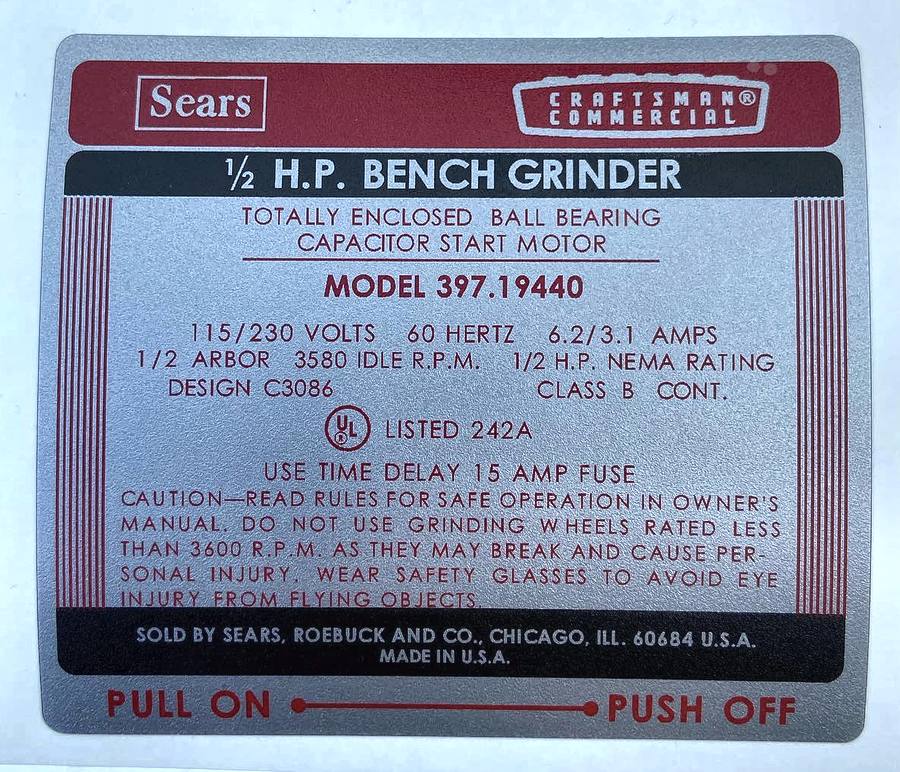 Sears
CRAFTSMAN®
COMMERCIAL
½ H.P. BENCH GRINDER
TOTALLY ENCLOSED BALL BEARING
CAPACITOR START MOTOR
MODEL 397.19440
115/230 VOLTS 60 HERTZ 6.2/3.1 AMPS
1/2 ARBOR 3580 IDLE R.P.M. 1/2 H.P. NEMA RATING
DESIGN C3086 CLASS B CONT.
UL® LISTED 242A
USE TIME DELAY 15 AMP FUSE
CAUTION—READ RULES FOR SAFE OPERATION IN OWNER'S
MANUAL. DO NOT USE GRINDING WHEELS RATED LESS
THAN 3600 R.P.M. AS THEY MAY BREAK AND CAUSE PER-
SONAL INJURY. WEAR SAFETY GLASSES TO AVOID EYE
INJURY FROM FLYING OBJECTS.
SOLD BY SEARS, ROEBUCK AND CO., CHICAGO, ILL. 60684 U.S.A.
MADE IN U.S.A.
PULL ON PUSH OFF